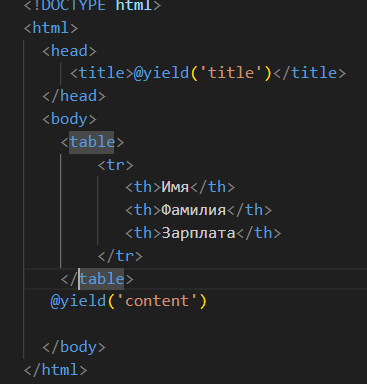 <!DOCTYPE html>
<html>
<head>
<title>@yield('title')</title>
</head>
<body>
<table>
<tr>
<th>Имя</th>
<th>Фамилия</th>
<th>Зарплата</th>
</tr>
</table>
@yield('content')
</body>
</html>